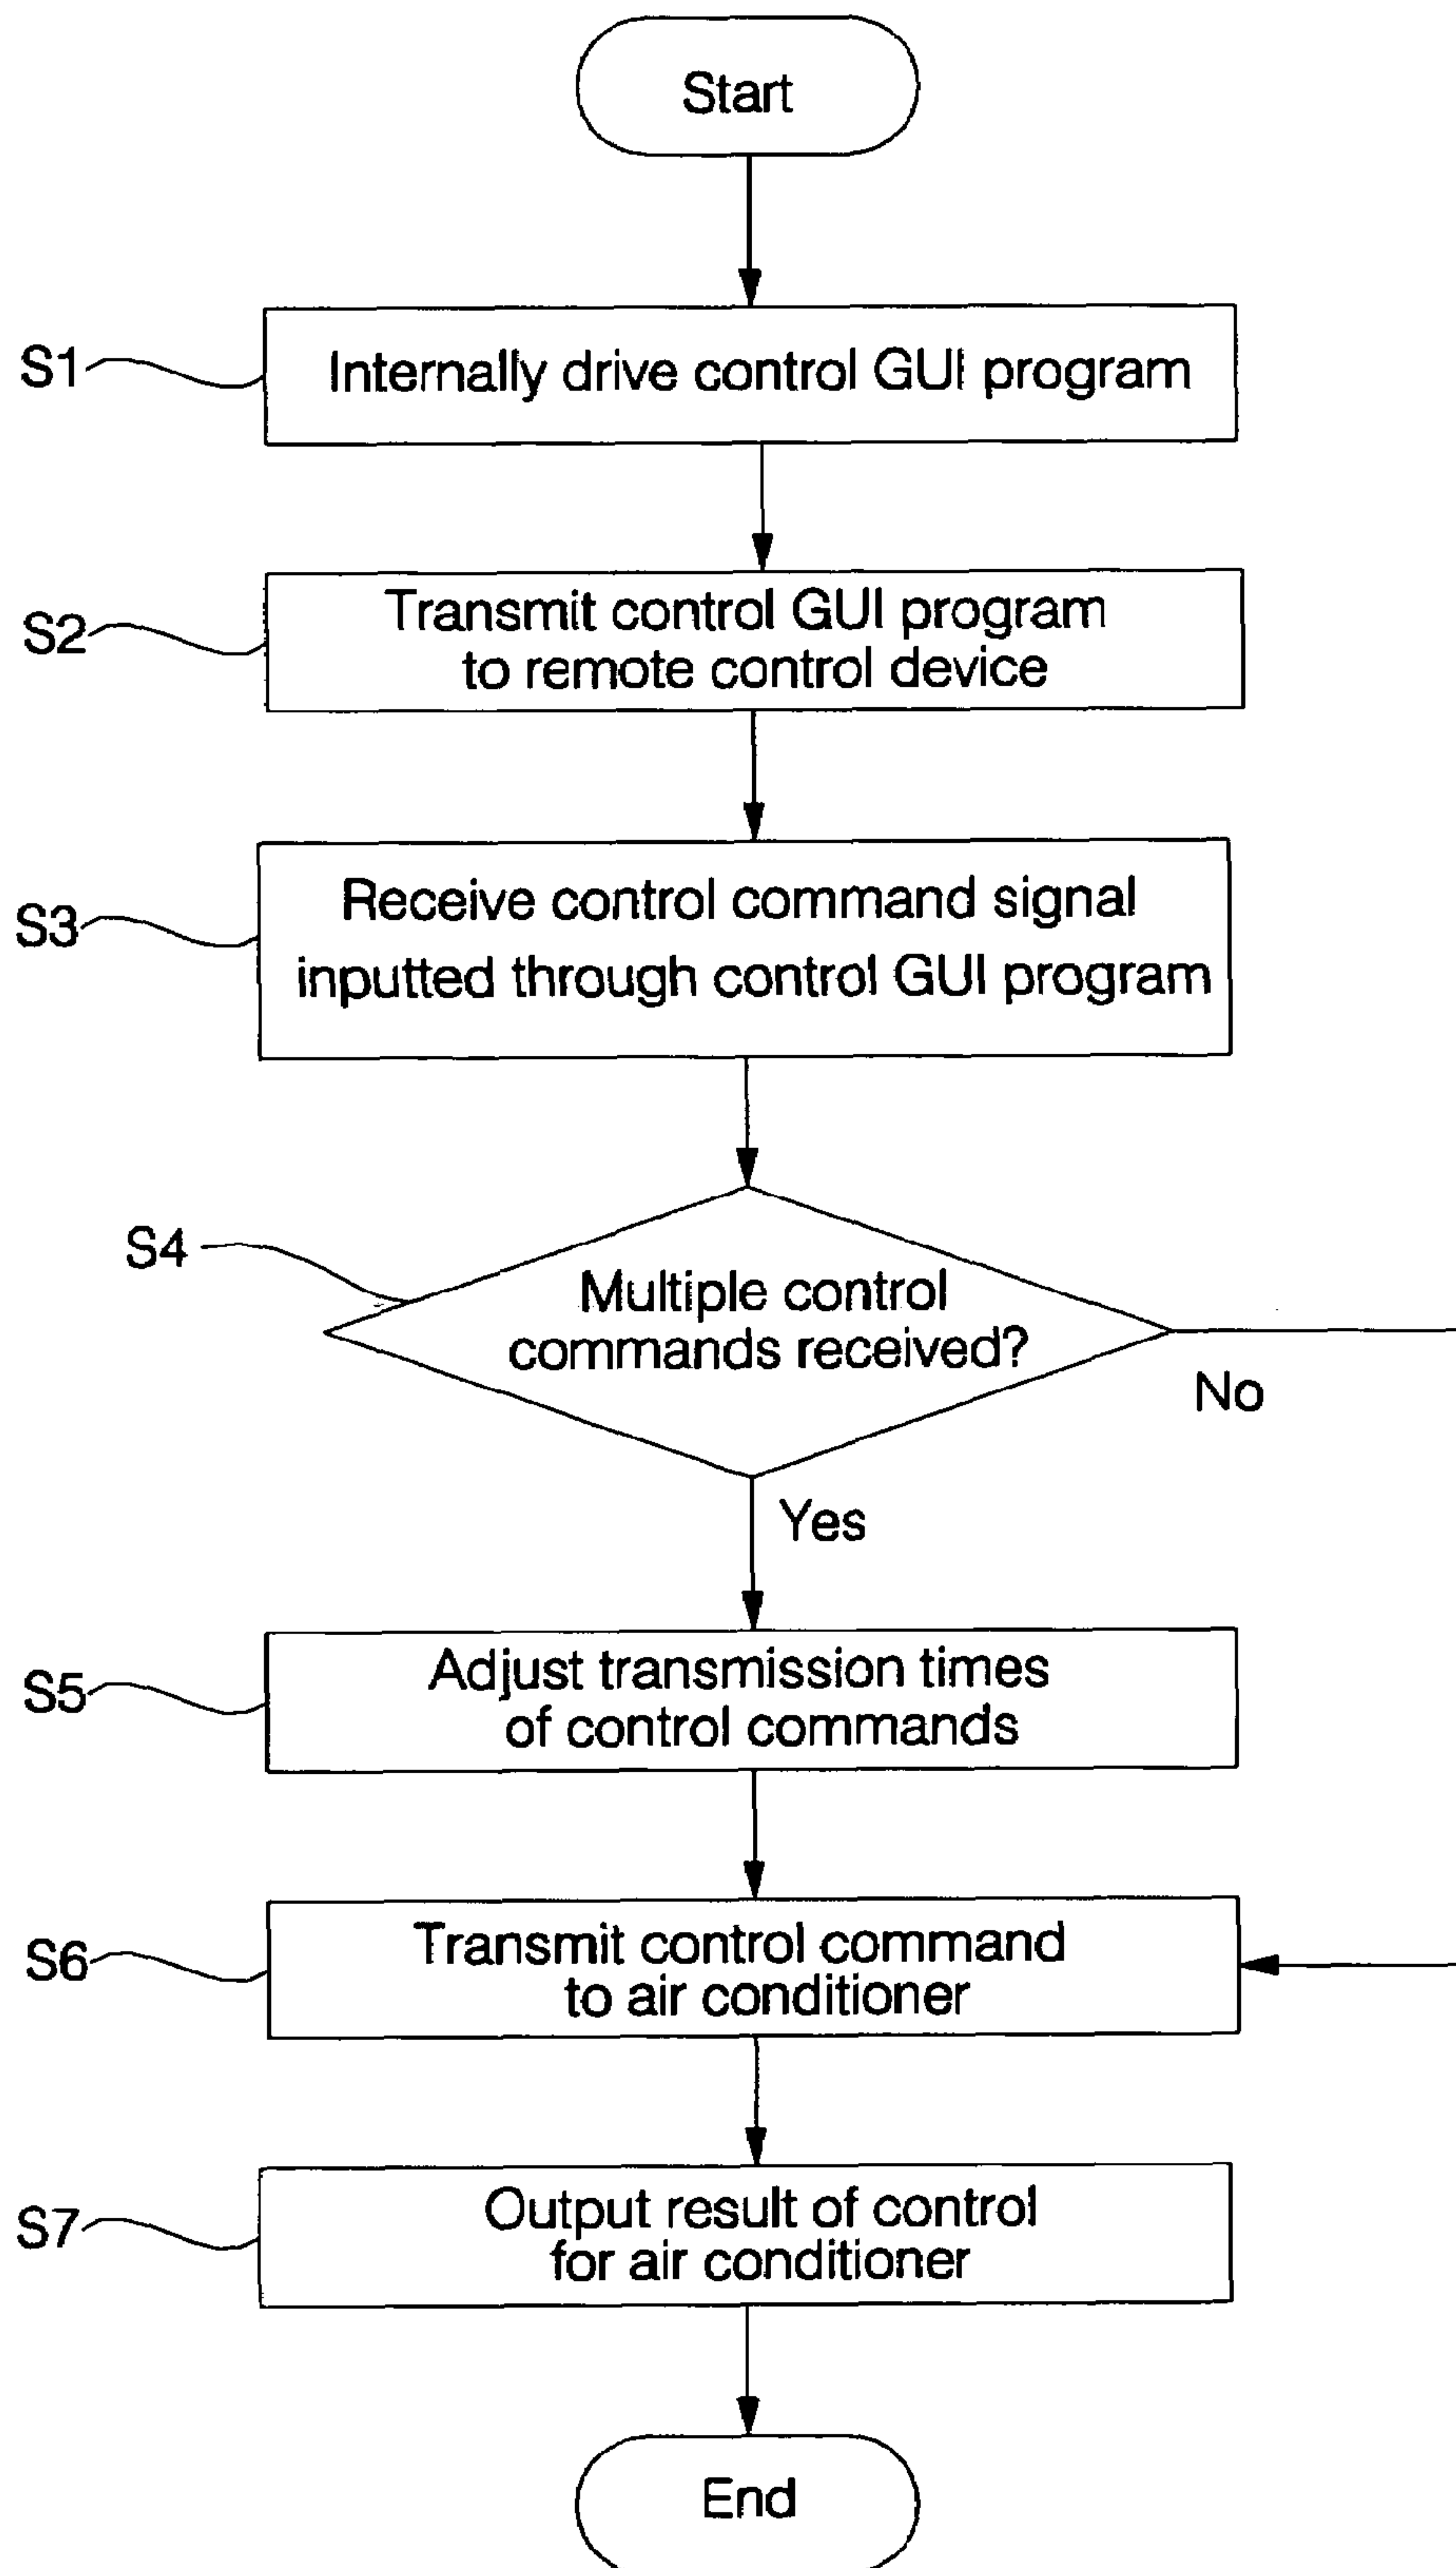 Start
S1
Internally drive control GUI program
S2
Transmit control GUI program
to remote control device
S3
Receive control command signal
inputted through control GUI program
S4
Multiple control
commands received?
No
Yes
S5
Adjust transmission times
of control commands
S6
Transmit control command
to air conditioner
S7
Output result of control
for air conditioner
End